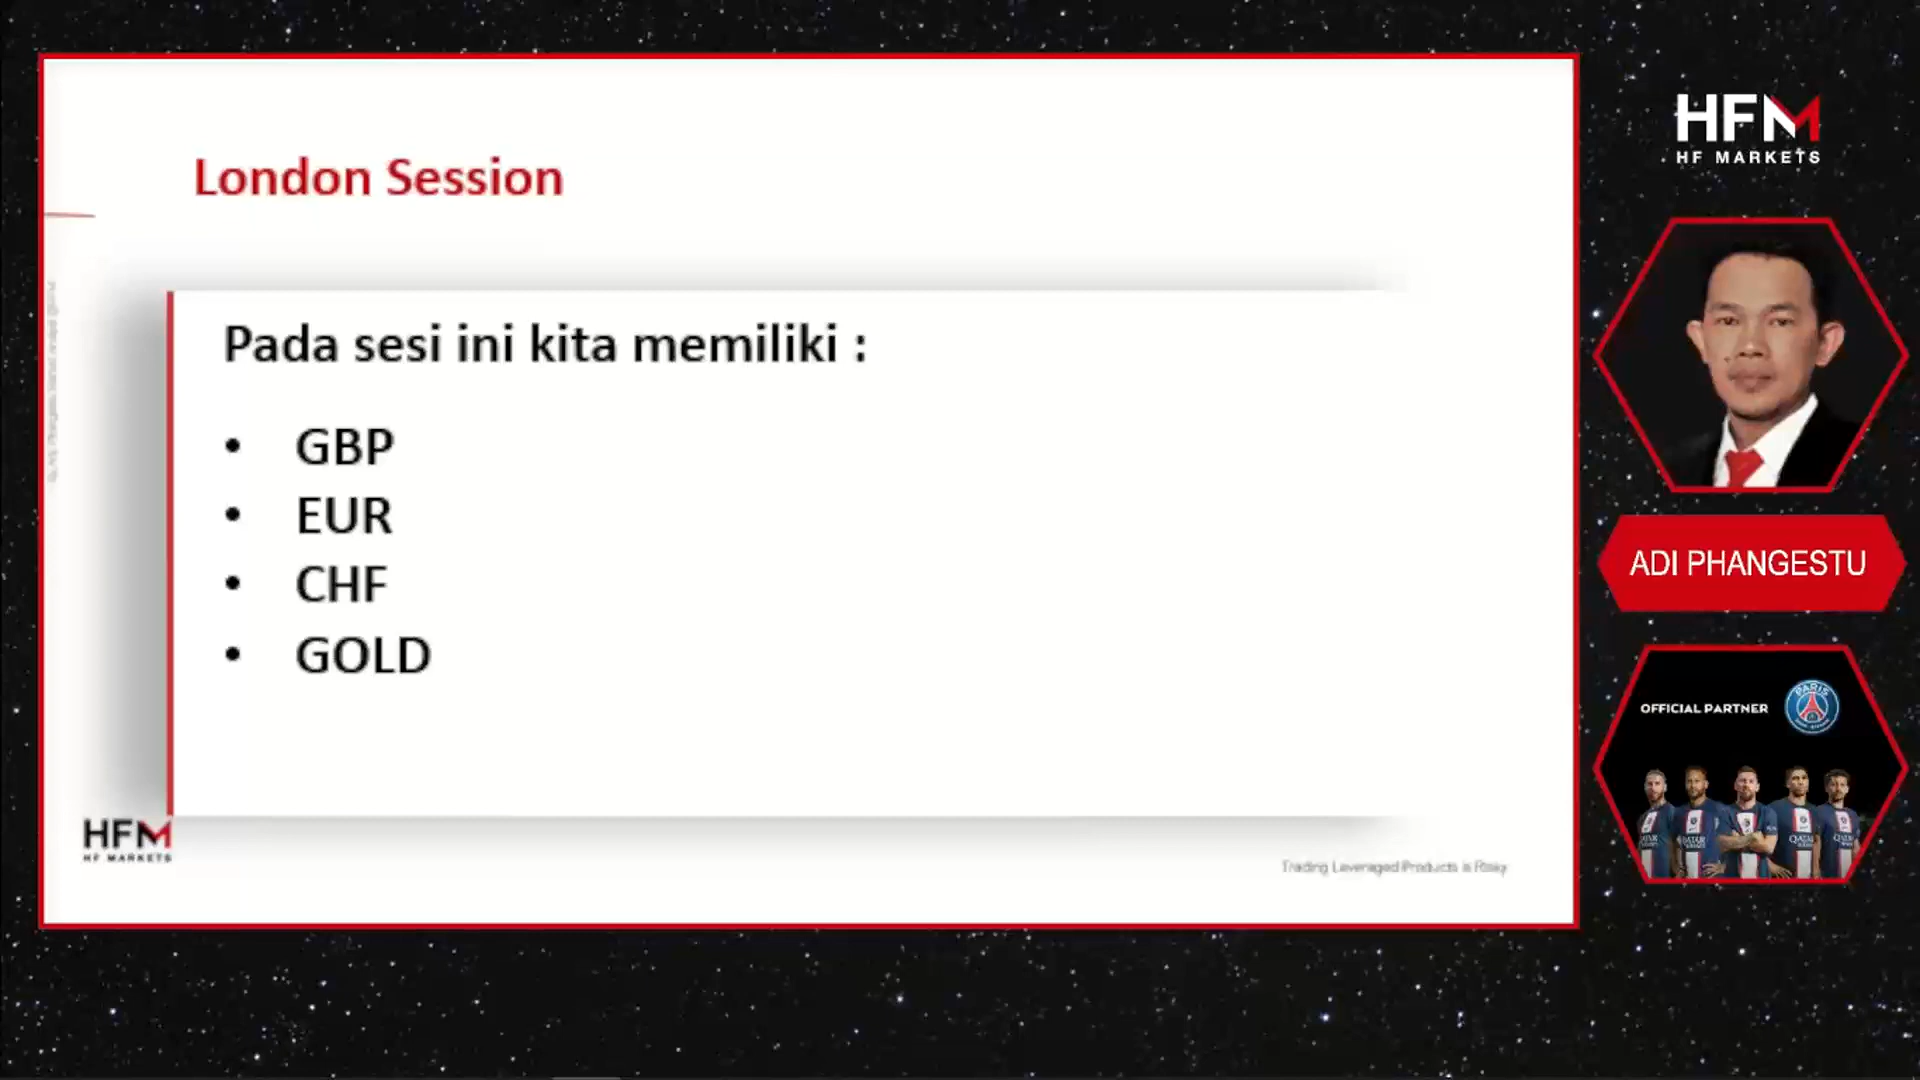 London Session
Pada sesi ini kita memiliki :
• GBP
• EUR
• CHF
• GOLD
HFM
HF MARKETS
Trading Leveraged Products is Risky
HFM
HF MARKETS
ADI PHANGESTU
OFFICIAL PARTNER
PARIS